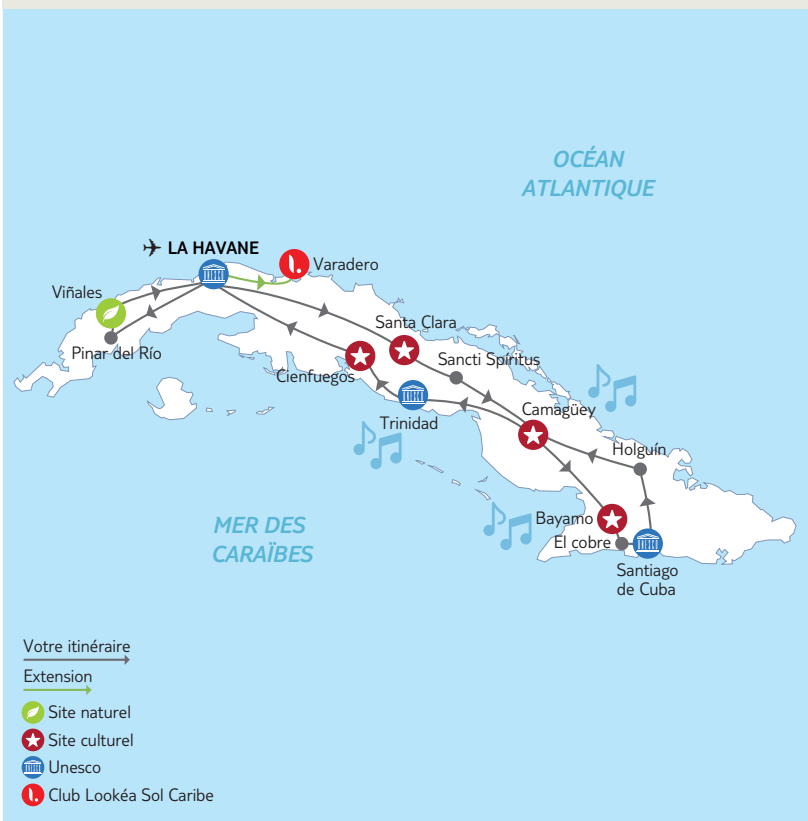 OCÉAN
ATLANTIQUE
LA HAVANE
Varadero
Viñales
Santa Clara
Pinar del Río
Sancti Spíritus
Cienfuegos
Camagüey
Trinidad
Holguín
Bayamo
MER DES
CARAÏBES
El cobre
Santiago
de Cuba
Votre itinéraire
Extension
Site naturel
Site culturel
Unesco
Club Lookéa Sol Caribe